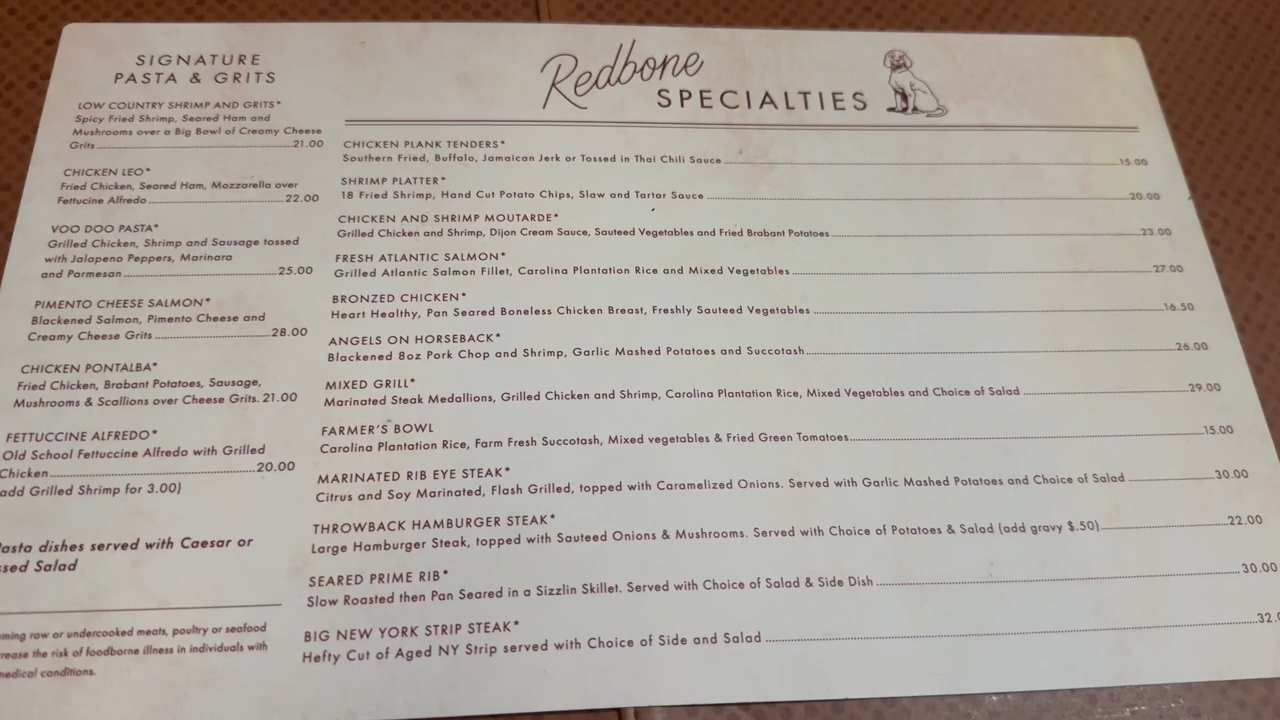 SIGNATURE
PASTA & GRITS
LOW COUNTRY SHRIMP AND GRITS*
Spicy Fried Shrimp, Seared Ham and
Mushrooms over a Big Bowl of Creamy Cheese
Grits 21.00
CHICKEN LEO*
Fried Chicken, Seared Ham, Mozzarella over
Fettucine Alfredo 22.00
VOO DOO PASTA*
Grilled Chicken, Shrimp and Sausage tossed
with Jalapeno Peppers, Marinara
and Parmesan 25.00
PIMENTO CHEESE SALMON*
Blackened Salmon, Pimento Cheese and
Creamy Cheese Grits 28.00
CHICKEN PONTALBA*
Fried Chicken, Brabant Potatoes, Sausage,
Mushrooms & Scallions over Cheese Grits. 21.00
FETTUCCINE ALFREDO*
Old School Fettuccine Alfredo with Grilled
Chicken 20.00
add Grilled Shrimp for 3.00)
dishes served with Caesar or
Salad
raw or undercooked meats, poultry or seafood
the risk of foodborne illness in individuals with
conditions.
Redbone
SPECIALTIES
CHICKEN PLANK TENDERS*
Southern Fried, Buffalo, Jamaican Jerk or Tossed in Thai Chili Sauce 15.00
SHRIMP PLATTER*
18 Fried Shrimp, Hand Cut Potato Chips, Slaw and Tartar Sauce 20.00
CHICKEN AND SHRIMP MOUTARDE*
Grilled Chicken and Shrimp, Dijon Cream Sauce, Sauteed Vegetables and Fried Brabant Potatoes 23.00
FRESH ATLANTIC SALMON*
Grilled Atlantic Salmon Fillet, Carolina Plantation Rice and Mixed Vegetables 27.00
BRONZED CHICKEN*
Heart Healthy, Pan Seared Boneless Chicken Breast, Freshly Sauteed Vegetables 16.50
ANGELS ON HORSEBACK*
Blackened 8oz Pork Chop and Shrimp, Garlic Mashed Potatoes and Succotash 26.00
MIXED GRILL*
Marinated Steak Medallions, Grilled Chicken and Shrimp, Carolina Plantation Rice, Mixed Vegetables and Choice of Salad 29.00
FARMER'S BOWL
Carolina Plantation Rice, Farm Fresh Succotash, Mixed vegetables & Fried Green Tomatoes 15.00
MARINATED RIB EYE STEAK*
Citrus and Soy Marinated, Flash Grilled, topped with Caramelized Onions. Served with Garlic Mashed Potatoes and Choice of Salad 30.00
THROWBACK HAMBURGER STEAK*
Large Hamburger Steak, topped with Sauteed Onions & Mushrooms. Served with Choice of Potatoes & Salad (add gravy $.50) 22.00
SEARED PRIME RIB*
Slow Roasted then Pan Seared in a Sizzlin Skillet. Served with Choice of Salad & Side Dish 30.00
BIG NEW YORK STRIP STEAK*
Hefty Cut of Aged NY Strip served with Choice of Side and Salad